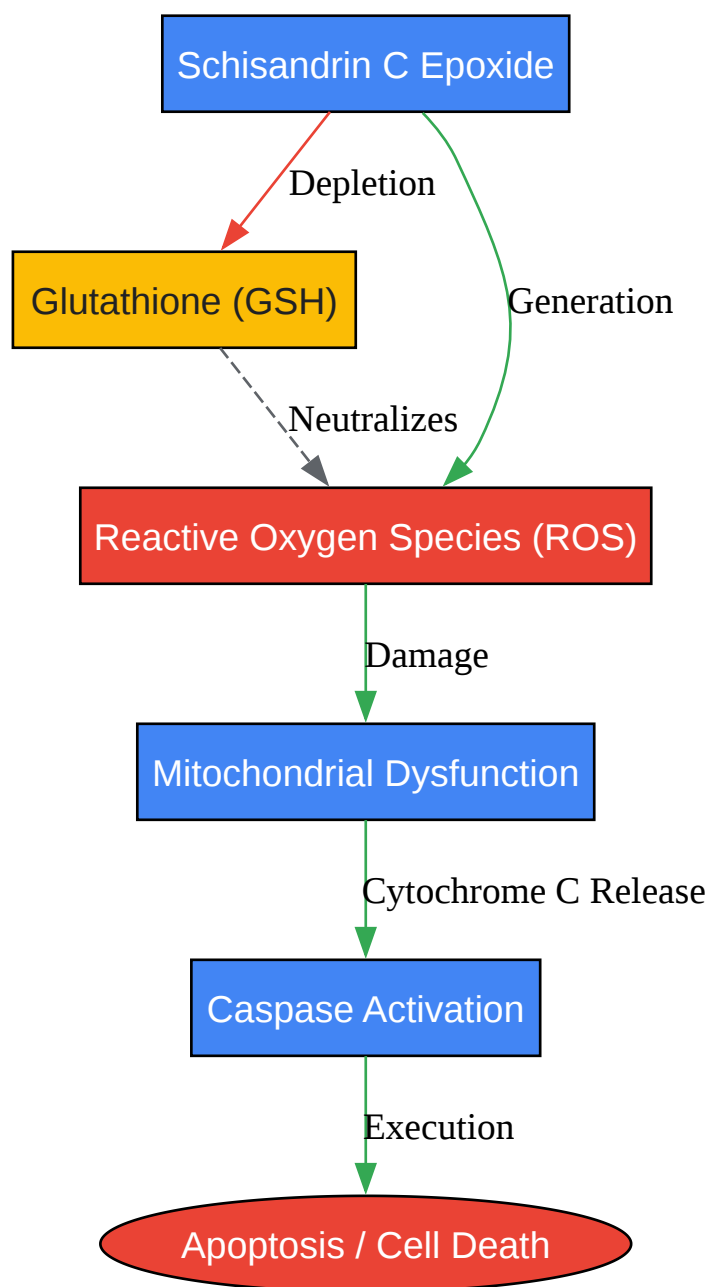 Schisandrin C Epoxide
Depletion
Glutathione (GSH)
Generation
Neutralizes
Reactive Oxygen Species (ROS)
Damage
Mitochondrial Dysfunction
Cytochrome C Release
Caspase Activation
Execution
Apoptosis / Cell Death